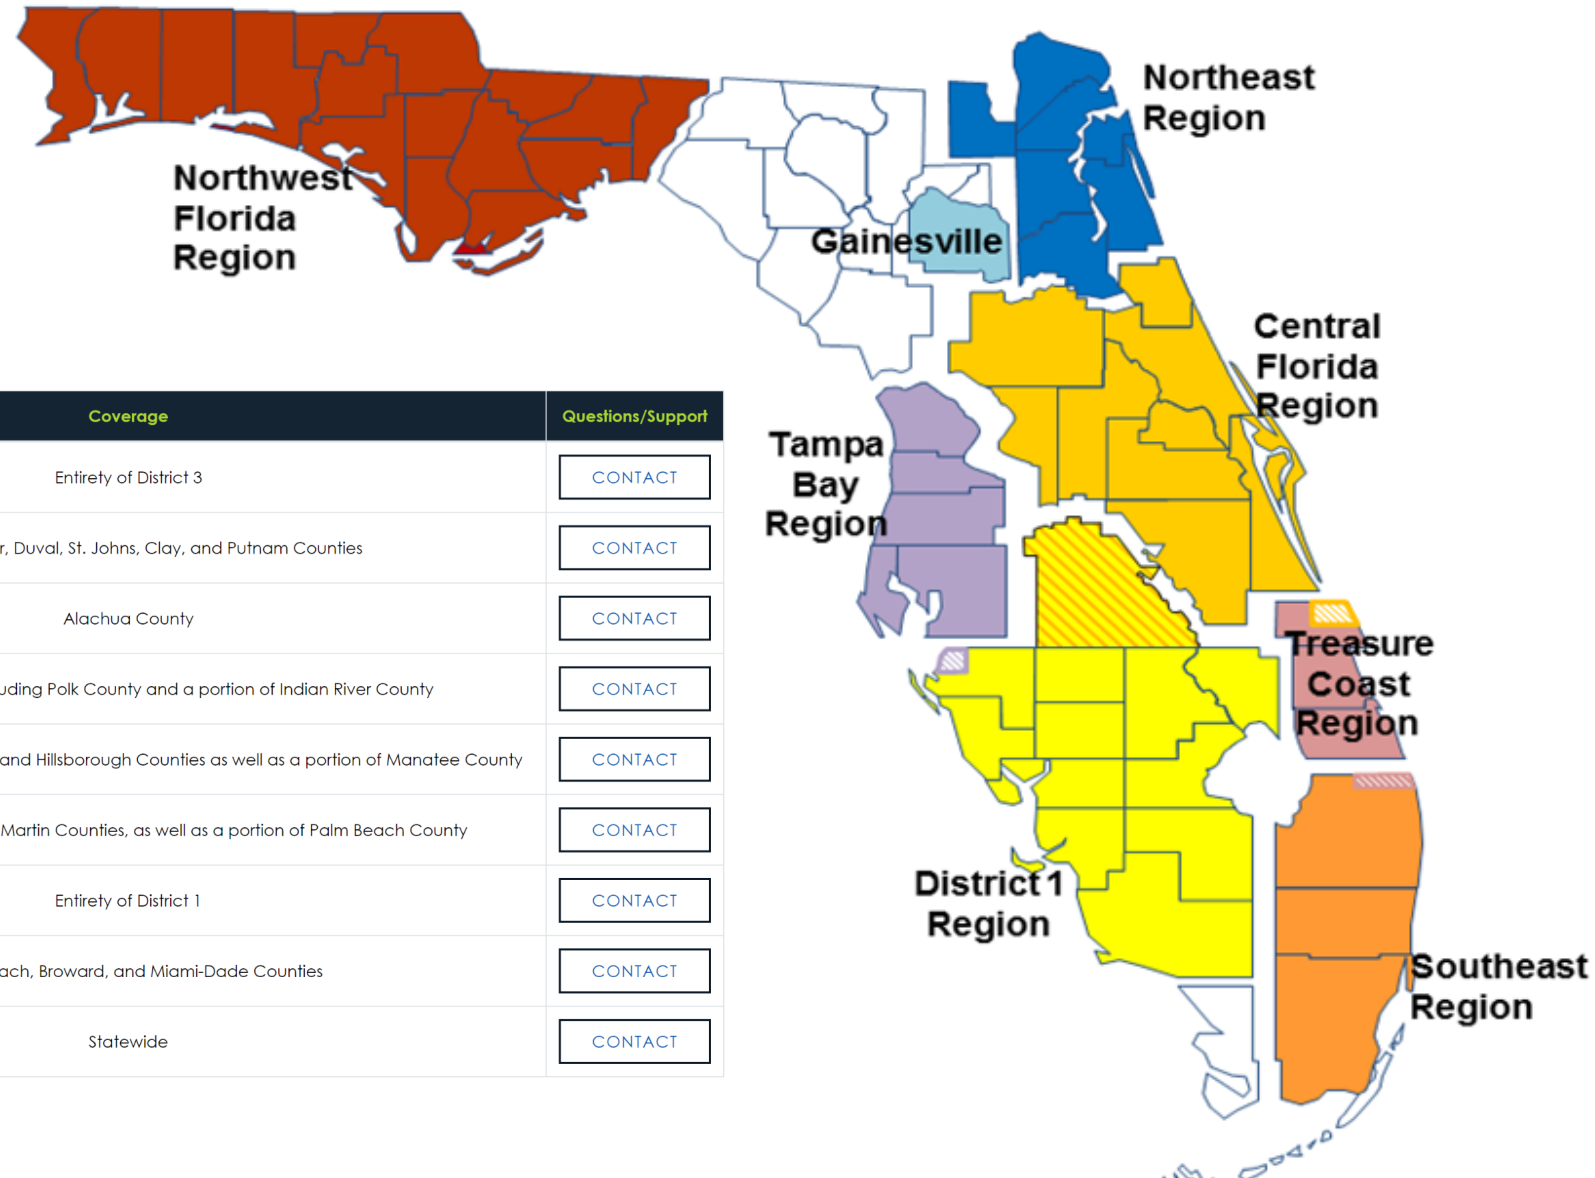 Northeast
Region
Northwest
Florida
Region
Gainesville
Central
Florida
Region
Coverage Questions/Support
Entirety of District 3 CONTACT
Duval, St. Johns, Clay, and Putnam Counties CONTACT
Alachua County CONTACT
Polk County and a portion of Indian River County CONTACT
and Hillsborough Counties as well as a portion of Manatee County CONTACT
Martin Counties, as well as a portion of Palm Beach County CONTACT
Entirety of District 1 CONTACT
Broward, and Miami-Dade Counties CONTACT
Statewide CONTACT
Tampa
Bay
Region
Treasure
Coast
Region
District 1
Region
Southeast
Region